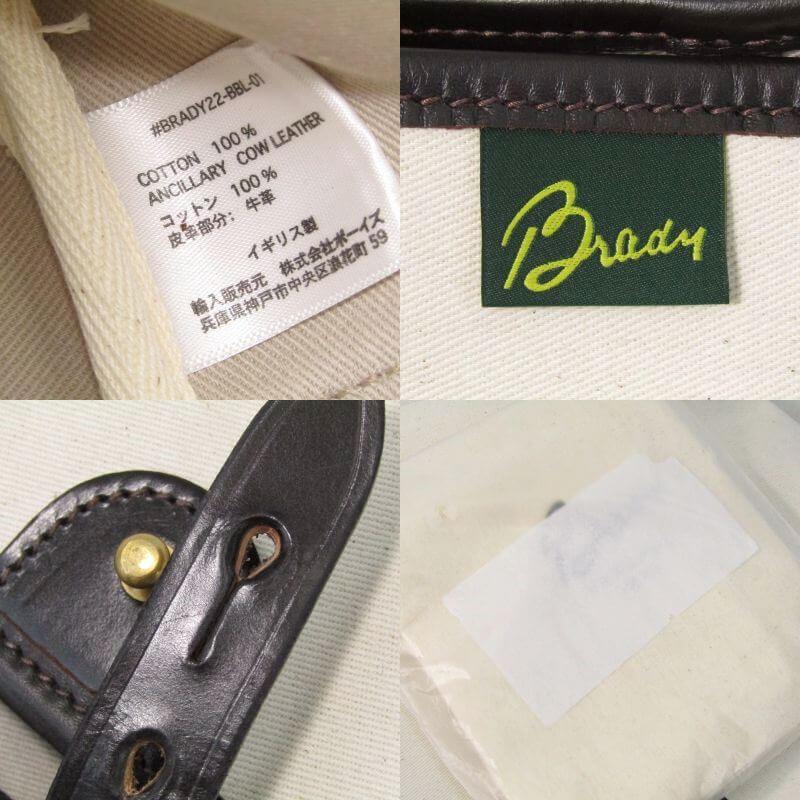 #BRADY22-BBL-01
COTTON 100%
ANCILLARY COW LEATHER
コットン 100%
皮革部分: 牛革
イギリス製
輸入販売元 株式会社ボーイズ
兵庫県神戸市中央区浪花町 59
Brady